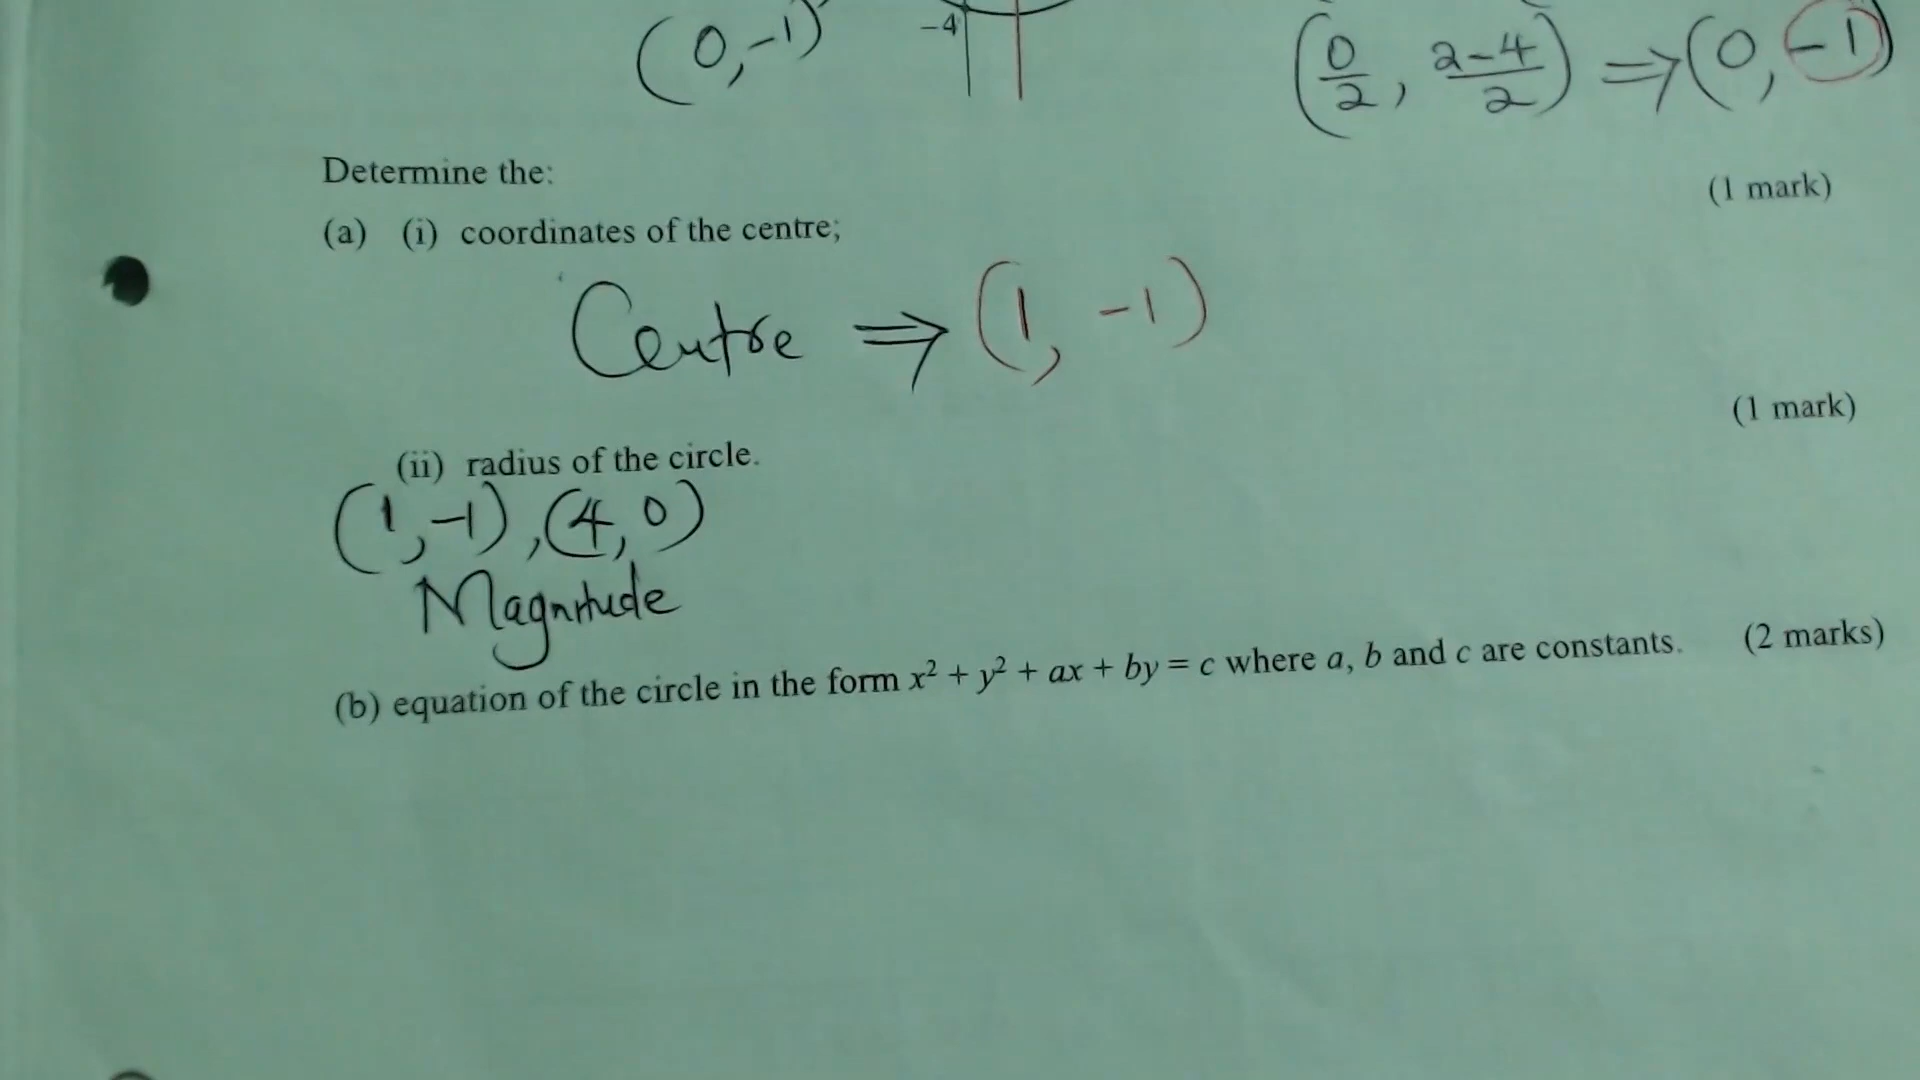 (0, -1)
-4
(0/2, 2-4/2) ⇒ (0, -1)
Determine the:
(1 mark)
(a) (i) coordinates of the centre;
Centre ⇒ (1, -1)
(1 mark)
(ii) radius of the circle.
(1, -1), (4, 0)
Magnitude
(b) equation of the circle in the form x² + y² + ax + by = c where a, b and c are constants. (2 marks)